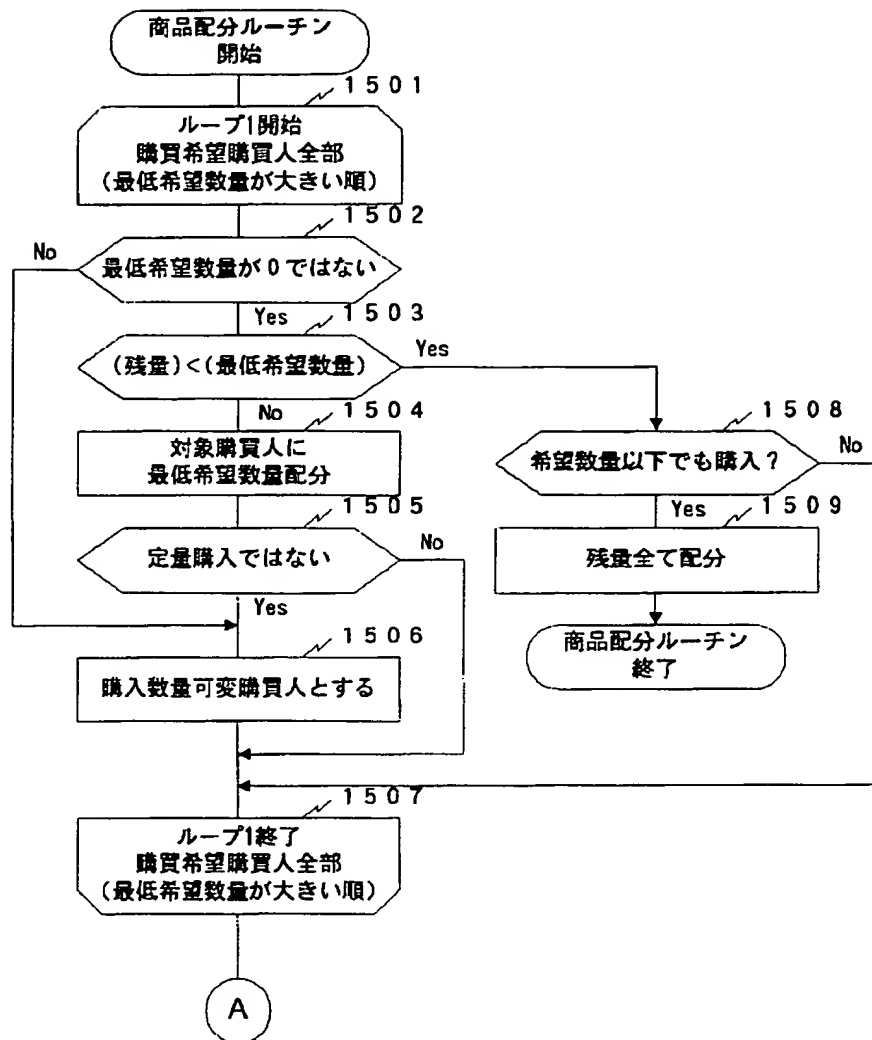 商品配分ルーチン
開始
1501
ループ1開始
購買希望購買人全部
(最低希望数量が大きい順)
1502
No
最低希望数量が0ではない
Yes
1503
(残量)<(最低希望数量)
Yes
No
1504
対象購買人に
最低希望数量配分
1505
定量購入ではない
No
Yes
1506
購入数量可変購買人とする
1508
希望数量以下でも購入?
No
Yes
1509
残量全て配分
商品配分ルーチン
終了
1507
ループ1終了
購買希望購買人全部
(最低希望数量が大きい順)
A